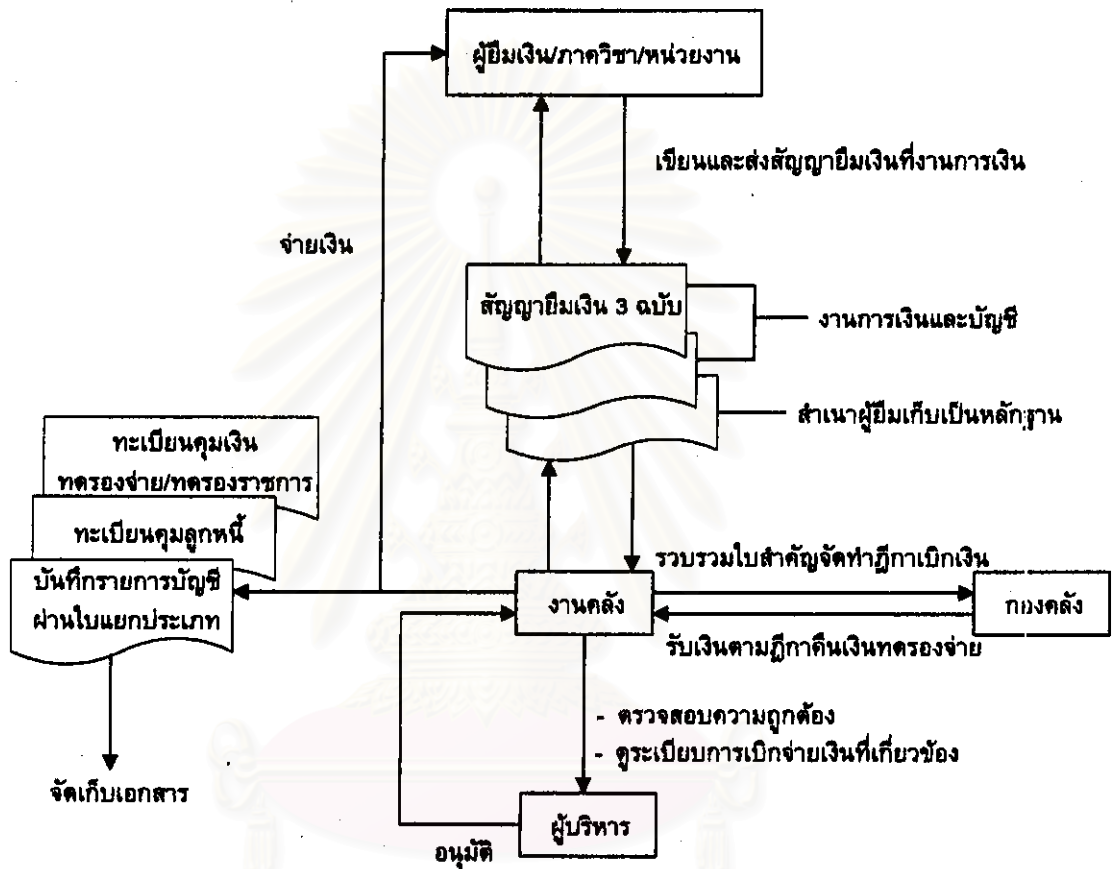 ผู้ยืมเงิน/ภาควิชา/หน่วยงาน
เขียนและส่งสัญญายืมเงินที่งานการเงิน
จ่ายเงิน
สัญญายืมเงิน 3 ฉบับ
งานการเงินและบัญชี
สำเนาผู้ยืมเก็บเป็นหลักฐาน
ทะเบียนคุมเงิน
ทดรองจ่าย/ทดรองราชการ
ทะเบียนคุมลูกหนี้
บันทึกรายการบัญชี
ผ่านใบแยกประเภท
รวบรวมใบสำคัญจัดทำฎีกาเบิกเงิน
งานคลัง
กองคลัง
รับเงินตามฎีกาคืนเงินทดรองจ่าย
- ตรวจสอบความถูกต้อง
- ดูระเบียบการเบิกจ่ายเงินที่เกี่ยวข้อง
จัดเก็บเอกสาร
ผู้บริหาร
อนุมัติ